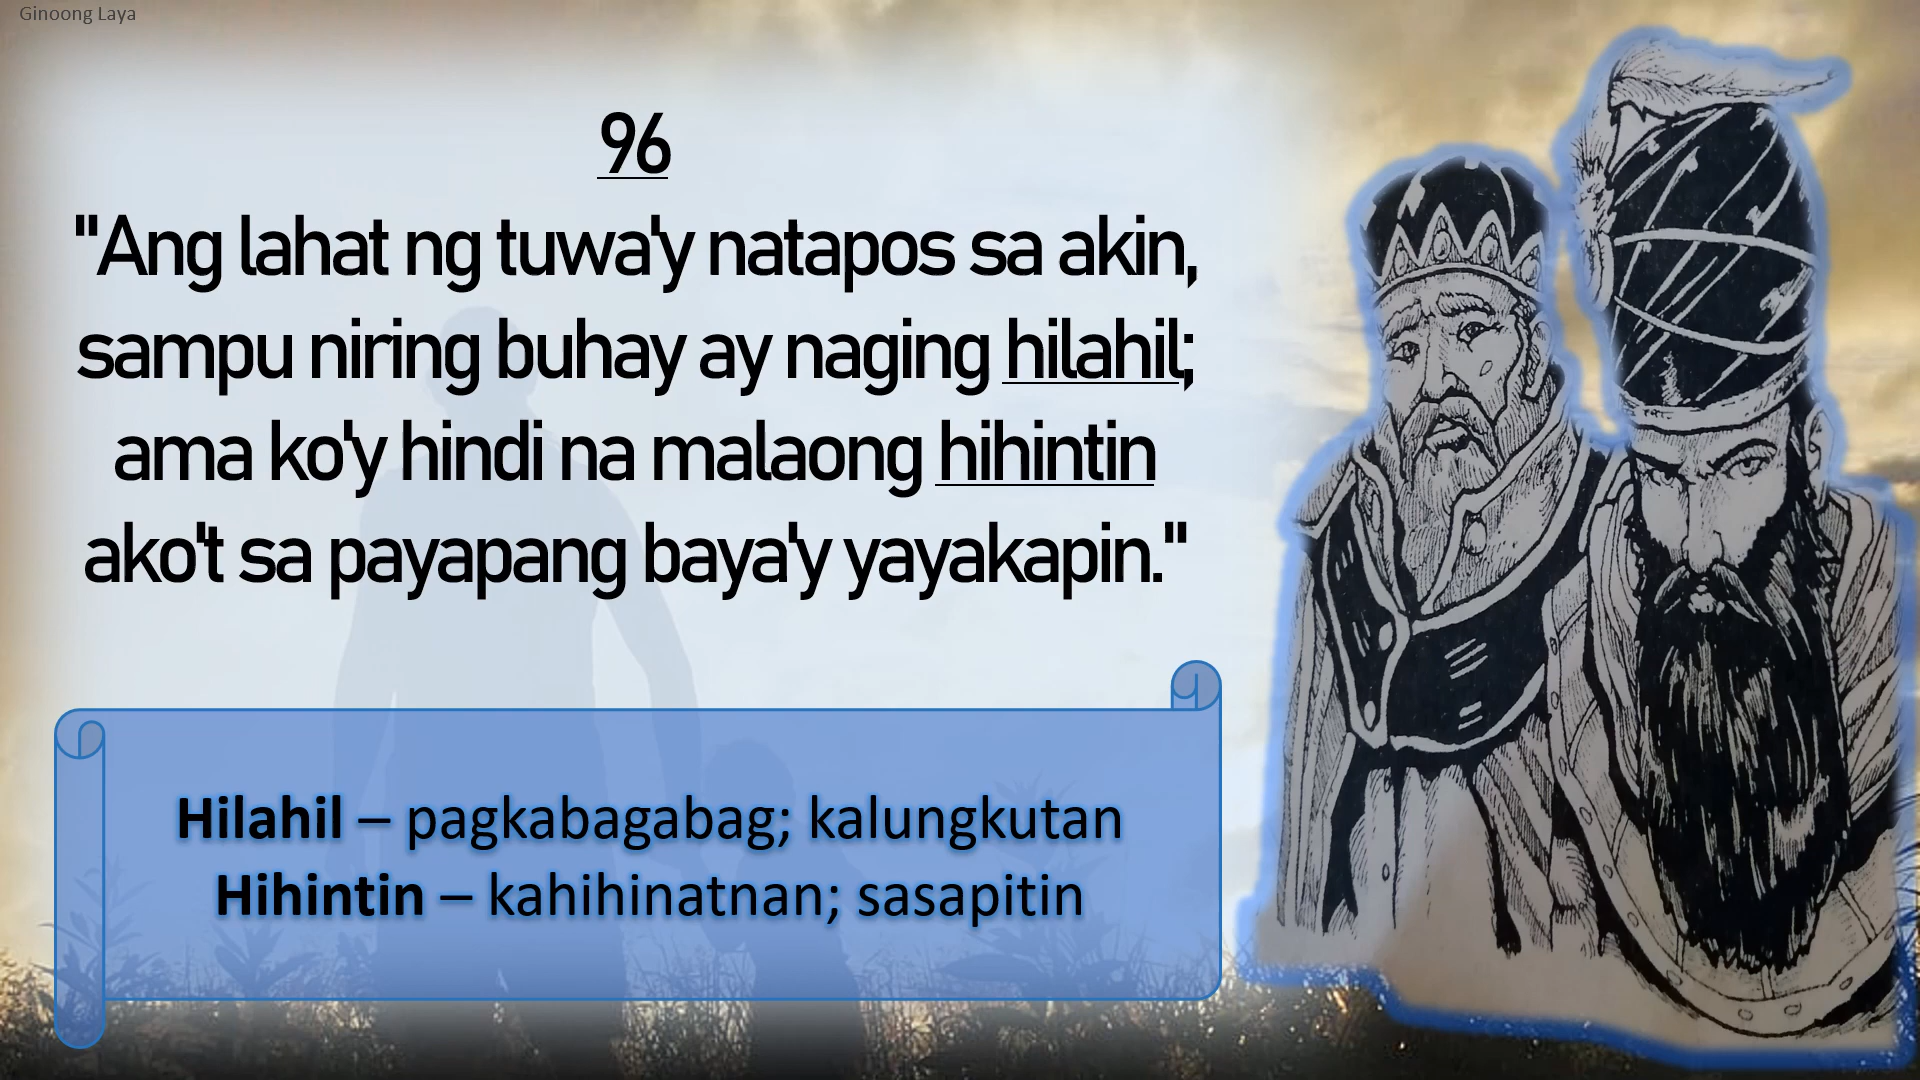 Ginoong Laya
96
"Ang lahat ng tuwa'y natapos sa akin,
sampu niring buhay ay naging hilahil;
ama ko'y hindi na malaong hihintin
ako't sa payapang baya'y yayakapin."
Hilahil – pagkabagabag; kalungkutan
Hihintin – kahihinatnan; sasapitin